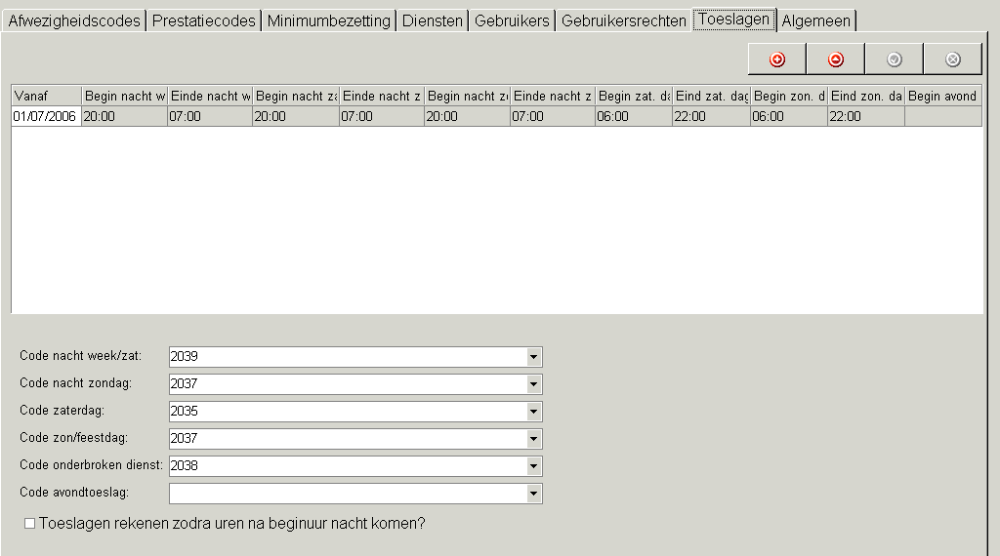 Afwezigheidscodes Prestatiecodes Minimumbezetting Diensten Gebruikers Gebruikersrechten Toeslagen Algemeen
Vanaf Begin nacht w Einde nacht w Begin nacht za Einde nacht z Begin nacht zo Einde nacht z Begin zat. da Eind zat. dag Begin zon. d Eind zon. da Begin avond
01/07/2006 20:00 07:00 20:00 07:00 20:00 07:00 06:00 22:00 06:00 22:00
Code nacht week/zat: 2039
Code nacht zondag: 2037
Code zaterdag: 2035
Code zon/feestdag: 2037
Code onderbroken dienst: 2038
Code avondtoeslag:
Toeslagen rekenen zodra uren na beginuur nacht komen?